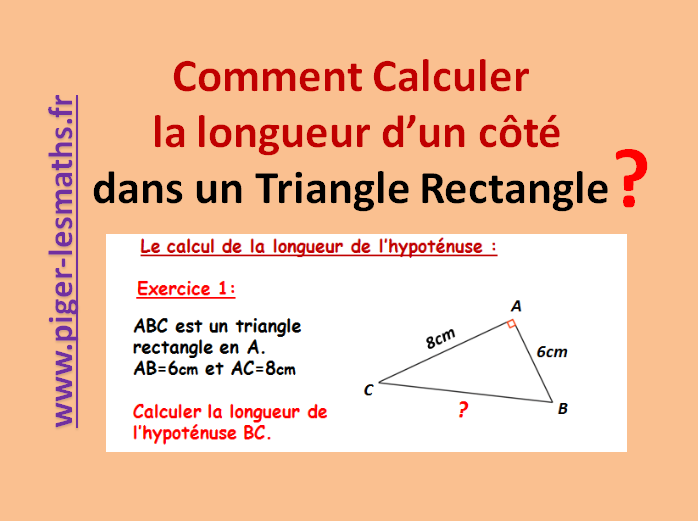 Comment Calculer
la longueur d’un côté
dans un Triangle Rectangle ?
www.piger-lesmaths.fr
Le calcul de la longueur de l'hypoténuse :
Exercice 1:
ABC est un triangle
rectangle en A.
AB=6cm et AC=8cm
Calculer la longueur de
l'hypoténuse BC.
A
8cm
6cm
C
?
B